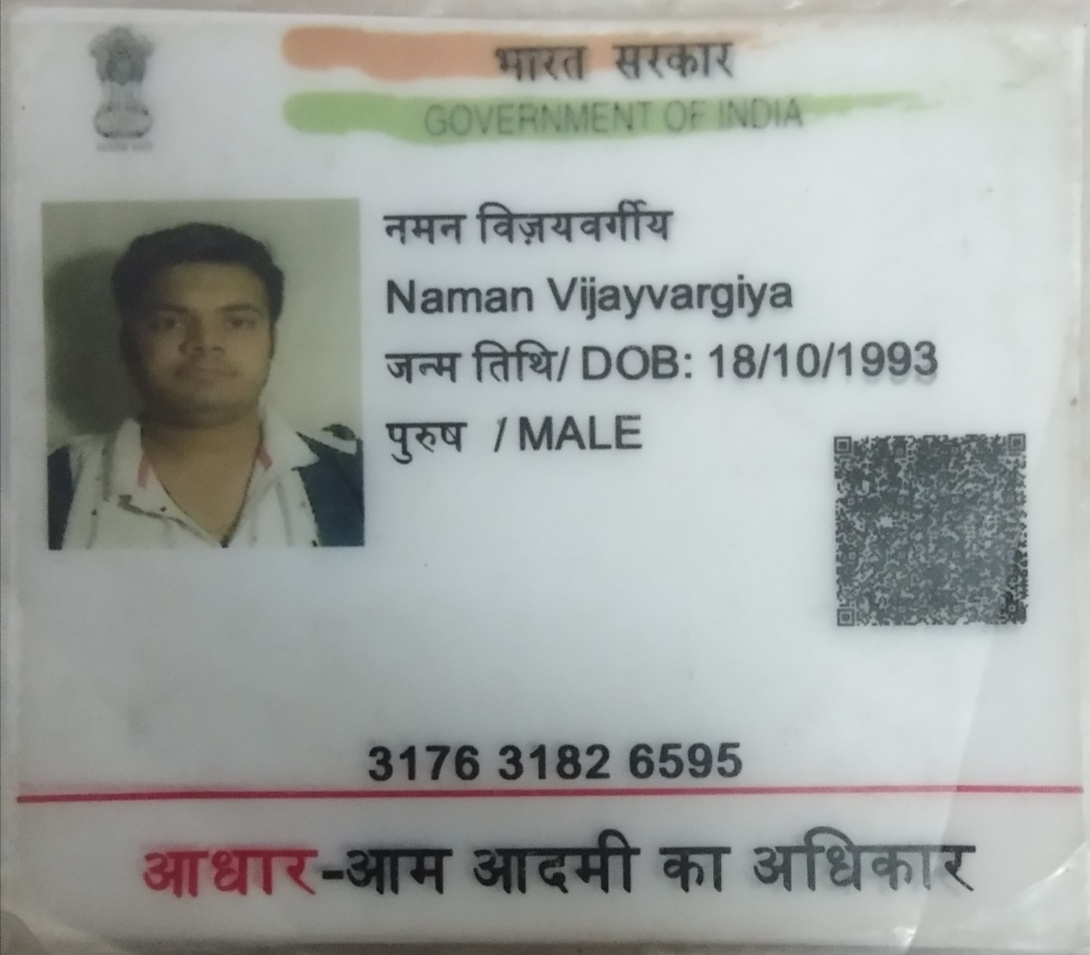 भारत सरकार
GOVERNMENT OF INDIA
नमन विज़यवर्गीय
Naman Vijayvargiya
जन्म तिथि/ DOB: 18/10/1993
पुरुष / MALE
3176 3182 6595
आधार-आम आदमी का अधिकार